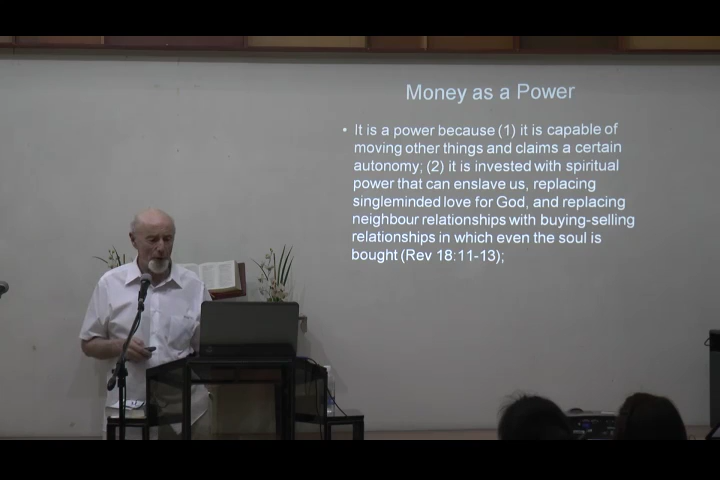 Money as a Power
• It is a power because (1) it is capable of
moving other things and claims a certain
autonomy; (2) it is invested with spiritual
power that can enslave us, replacing
singleminded love for God, and replacing
neighbour relationships with buying-selling
relationships in which even the soul is
bought (Rev 18:11-13);